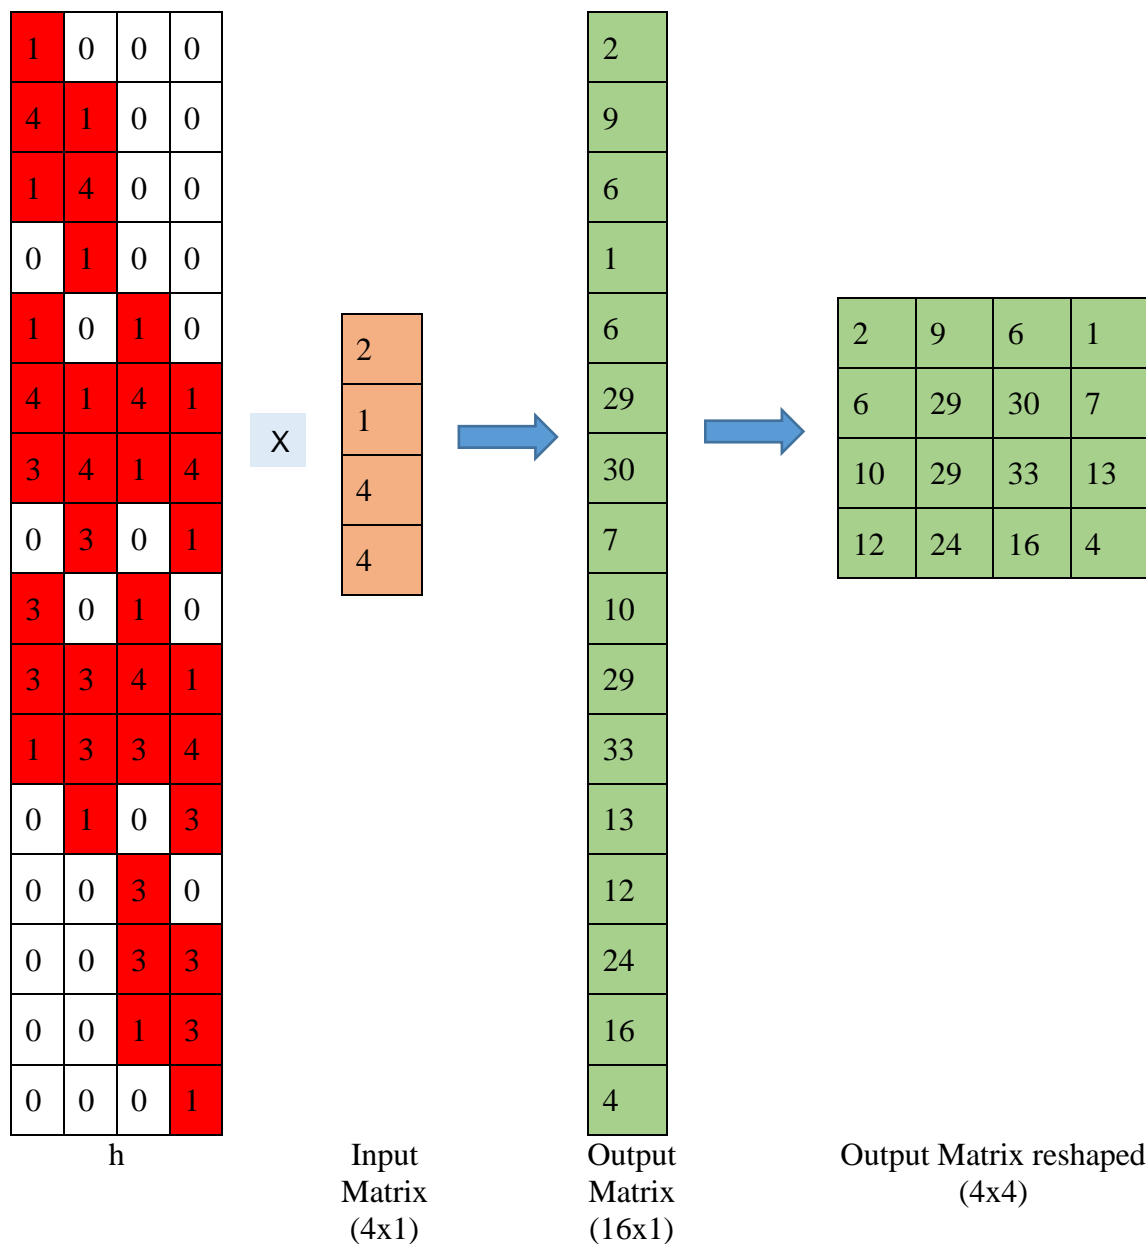 1 0 0 0
4 1 0 0
1 4 0 0
0 1 0 0
1 0 1 0
4 1 4 1
3 4 1 4
0 3 0 1
3 0 1 0
3 3 4 1
1 3 3 4
0 1 0 3
0 0 3 0
0 0 3 3
0 0 1 3
0 0 0 1
h
X
2
1
4
4
Input
Matrix
(4x1)
2
9
6
1
6
29
30
7
10
29
33
13
12
24
16
4
Output
Matrix
(16x1)
2 9 6 1
6 29 30 7
10 29 33 13
12 24 16 4
Output Matrix reshaped
(4x4)